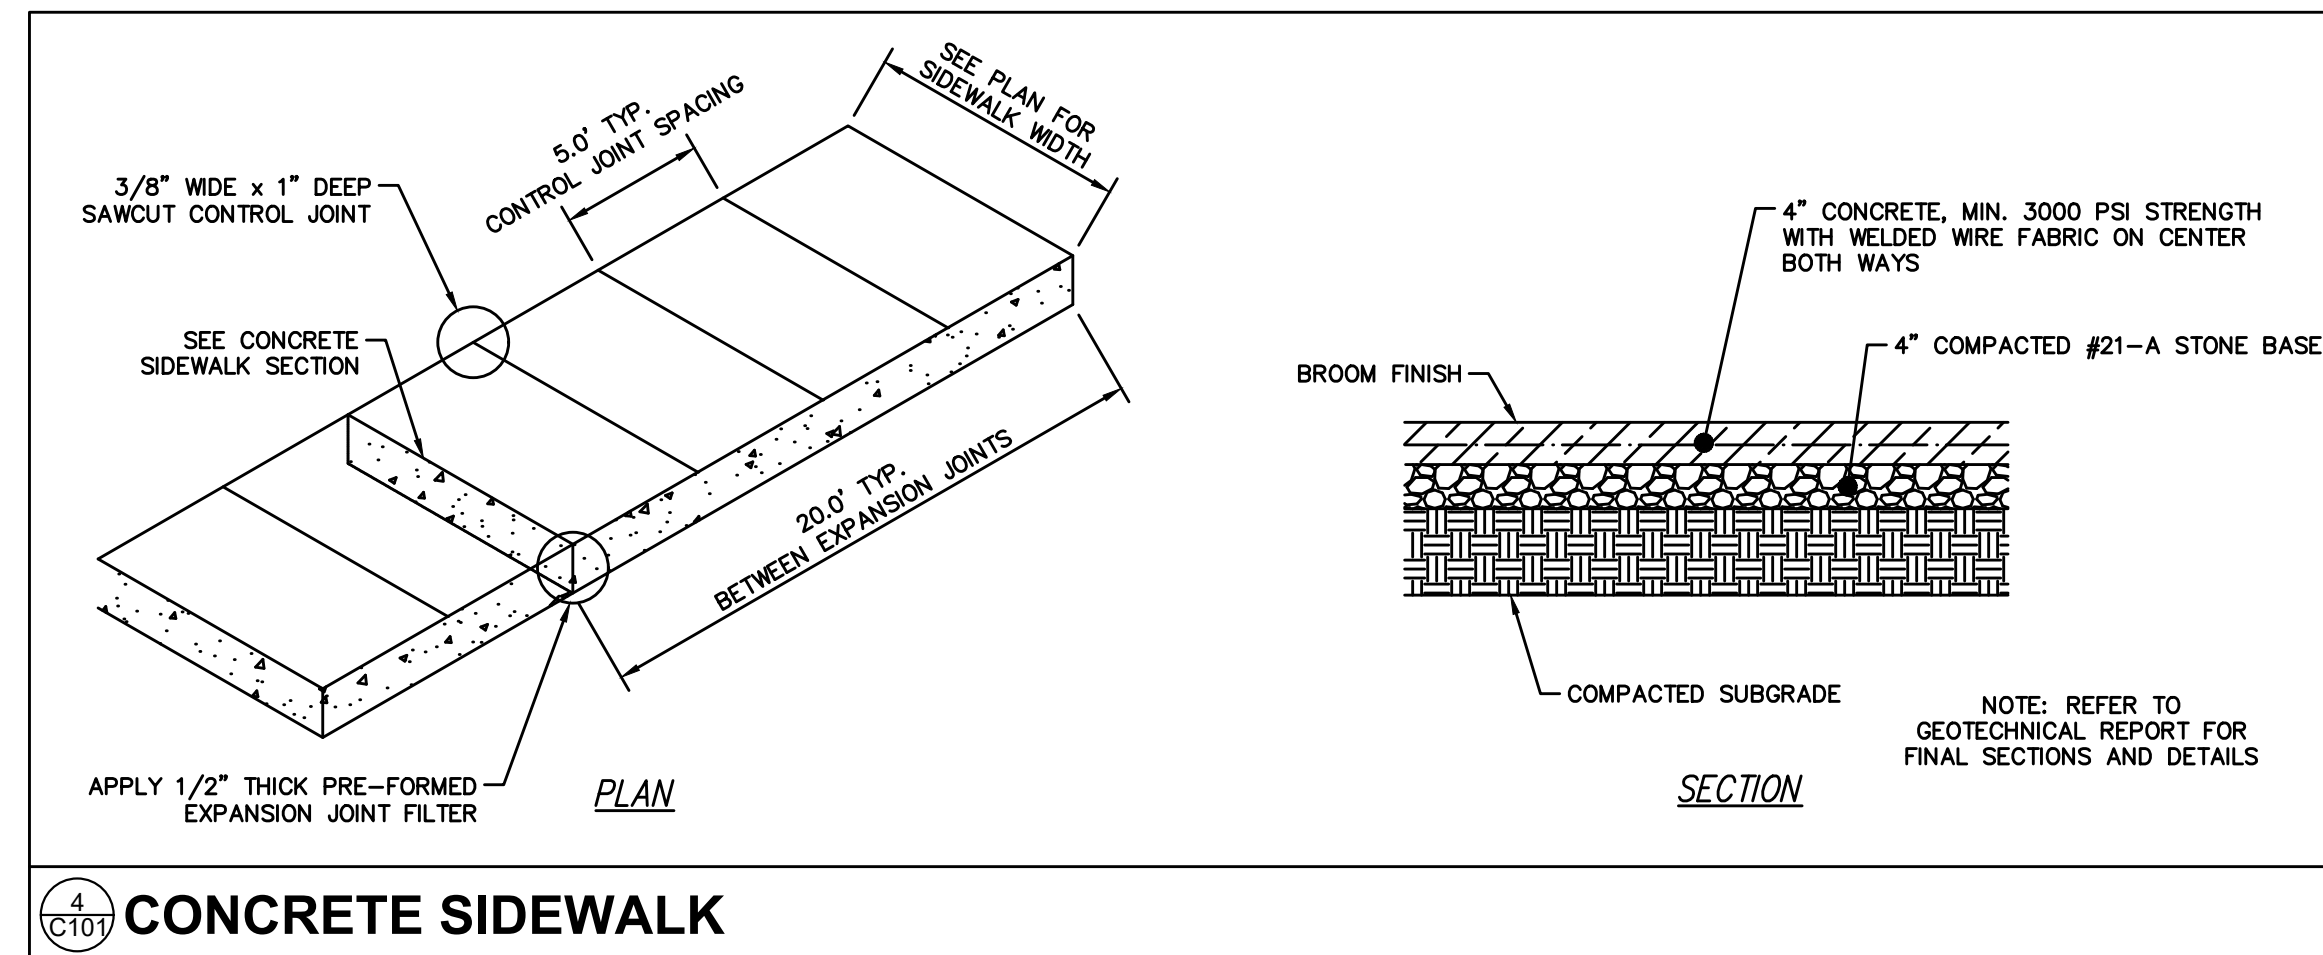 SEE PLAN FOR
SIDEWALK WIDTH
5.0' TYP.
CONTROL JOINT SPACING
3/8" WIDE x 1" DEEP
SAWCUT CONTROL JOINT
SEE CONCRETE
SIDEWALK SECTION
20.0' TYP.
BETWEEN EXPANSION JOINTS
APPLY 1/2" THICK PRE-FORMED
EXPANSION JOINT FILTER
PLAN
4" CONCRETE, MIN. 3000 PSI STRENGTH
WITH WELDED WIRE FABRIC ON CENTER
BOTH WAYS
4" COMPACTED #21-A STONE BASE
BROOM FINISH
COMPACTED SUBGRADE
NOTE: REFER TO
GEOTECHNICAL REPORT FOR
FINAL SECTIONS AND DETAILS
SECTION
4
C101
CONCRETE SIDEWALK